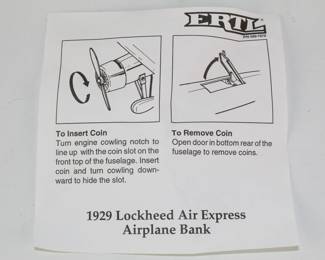 ERTL
To Insert Coin
Turn engine cowling notch to
line up with the coin slot on the
front top of the fuselage. Insert
coin and turn cowling down-
ward to hide the slot.
To Remove Coin
Open door in bottom rear of the
fuselage to remove coins.
1929 Lockheed Air Express
Airplane Bank